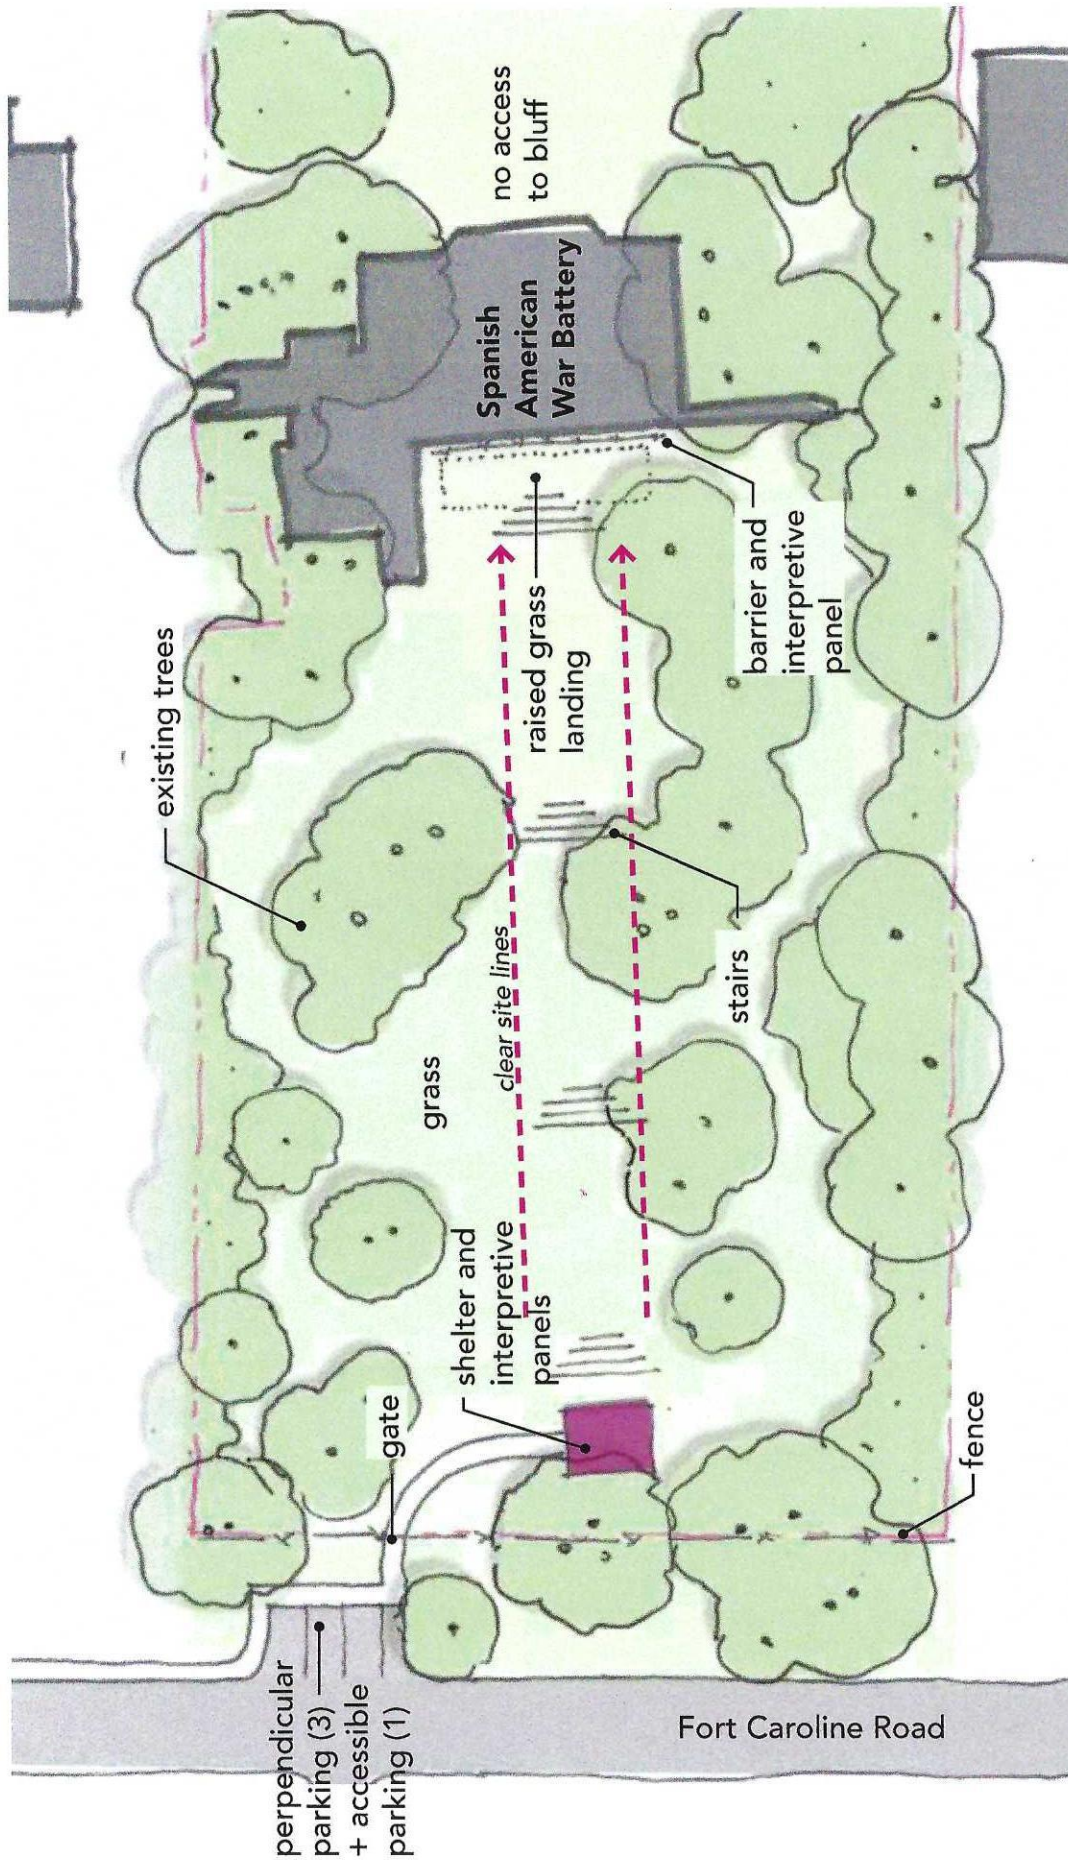 existing trees
no access
to bluff
Spanish
American
War Battery
raised grass
landing
barrier and
interpretive
panel
clear site lines
grass
stairs
shelter and
interpretive
panels
gate
fence
perpendicular
parking (3)
+ accessible
parking (1)
Fort Caroline Road